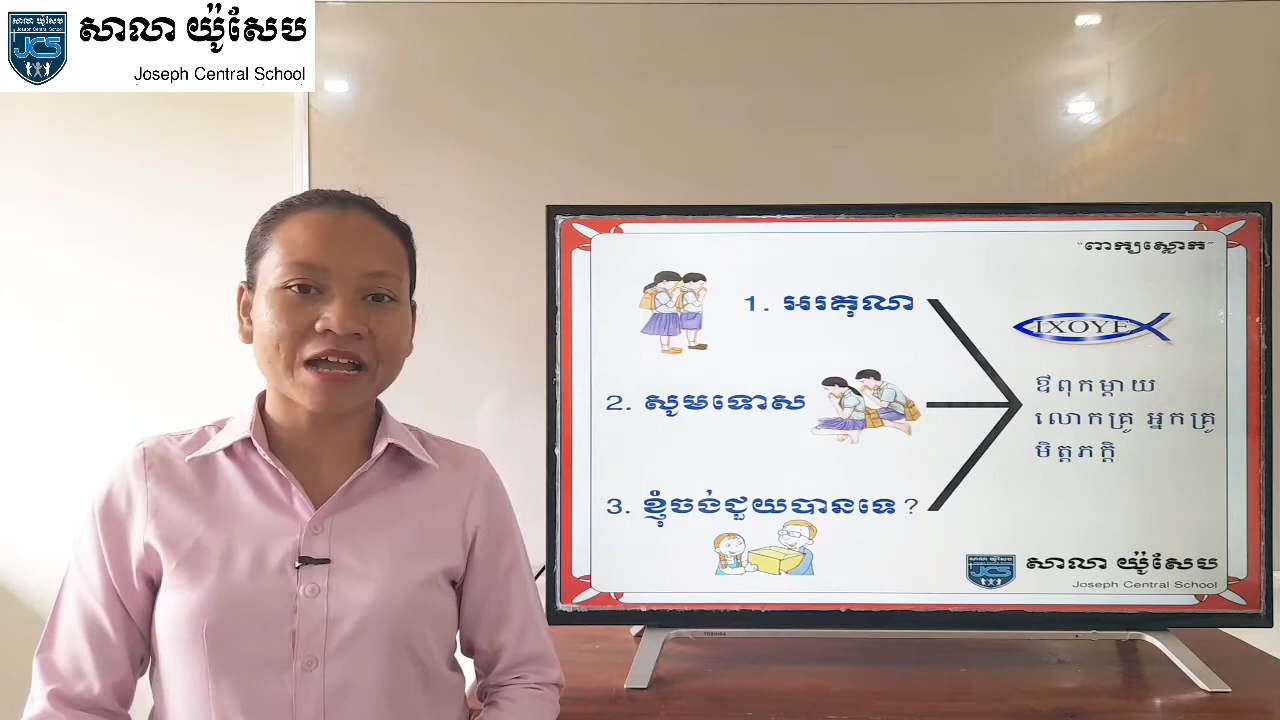 សាលា យ៉ូសែប
Joseph Central School
JCS
"ពាក្យស្លោក"
1. អរគុណ
IXOYE
ឪពុកម្តាយ
2. សូមទោស
លោកគ្រូ អ្នកគ្រូ
មិត្តភក្តិ
3. ខ្ញុំចង់ជួយបានទេ?
JCS
សាលា យ៉ូសែប
Joseph Central School
TOSHIBA